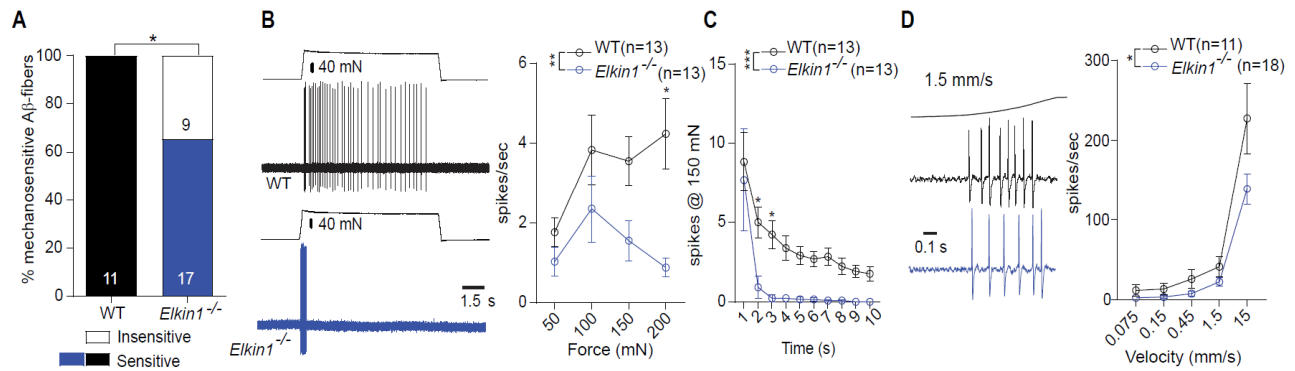 A
*
% mechanosensitive Aβ-fibers
100
80
60
40
20
0
9
11
17
WT
Elkin1-/-
Insensitive
Sensitive
B
40 mN
WT
40 mN
1.5 s
Elkin1-/-
WT(n=13)
**
Elkin1-/- (n=13)
*
spikes/sec
6
4
2
0
50
100
150
200
Force (mN)
C
WT(n=13)
***
Elkin1-/- (n=13)
spikes @ 150 mN
15
10
5
0
*
*
1
2
3
4
5
6
7
8
9
10
Time (s)
D
1.5 mm/s
0.1 s
WT(n=11)
*
Elkin1-/- (n=18)
spikes/sec
300
200
100
0
0.075
0.15
0.45
1.5
15
Velocity (mm/s)